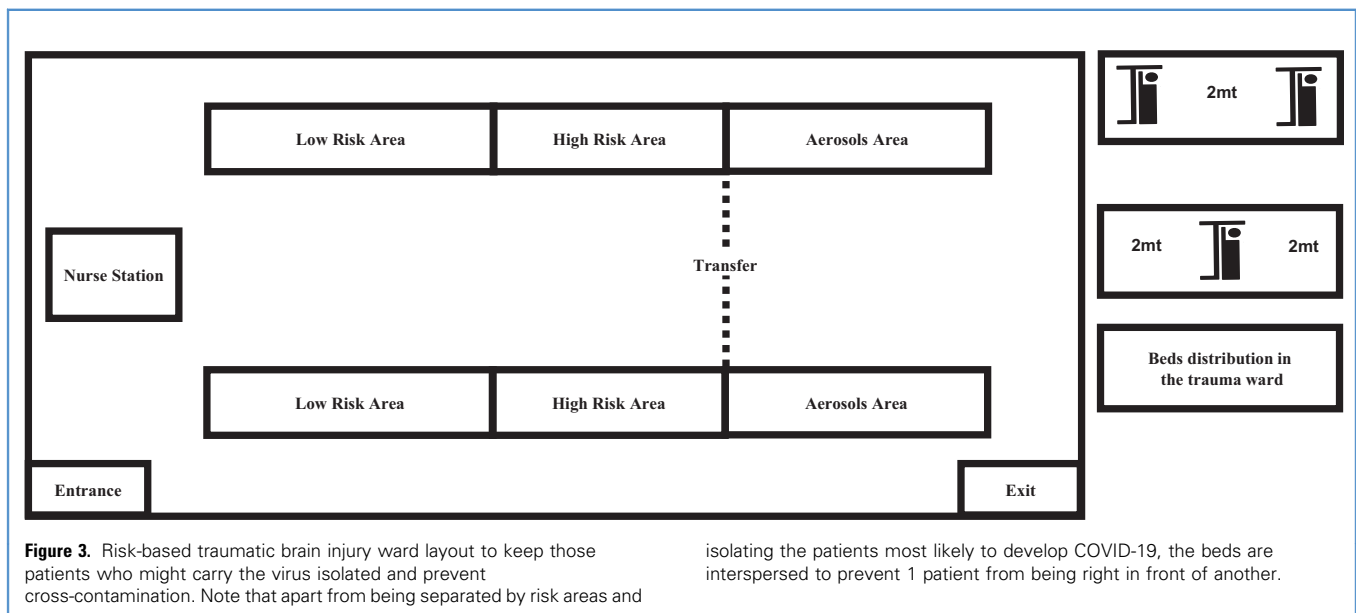 Low Risk Area
High Risk Area
Aerosols Area
2mt
Nurse Station
Transfer
2mt
2mt
Beds distribution in
the trauma ward
Low Risk Area
High Risk Area
Aerosols Area
Entrance
Exit
Figure 3. Risk-based traumatic brain injury ward layout to keep those
patients who might carry the virus isolated and prevent
cross-contamination. Note that apart from being separated by risk areas and
isolating the patients most likely to develop COVID-19, the beds are
interspersed to prevent 1 patient from being right in front of another.